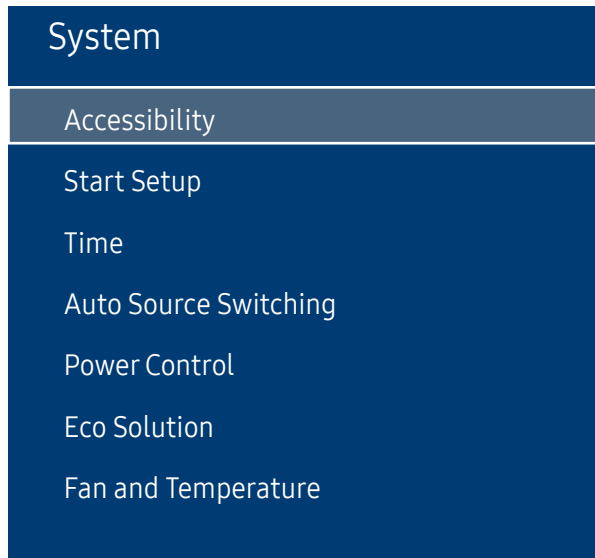 System
Accessibility
Start Setup
Time
Auto Source Switching
Power Control
Eco Solution
Fan and Temperature